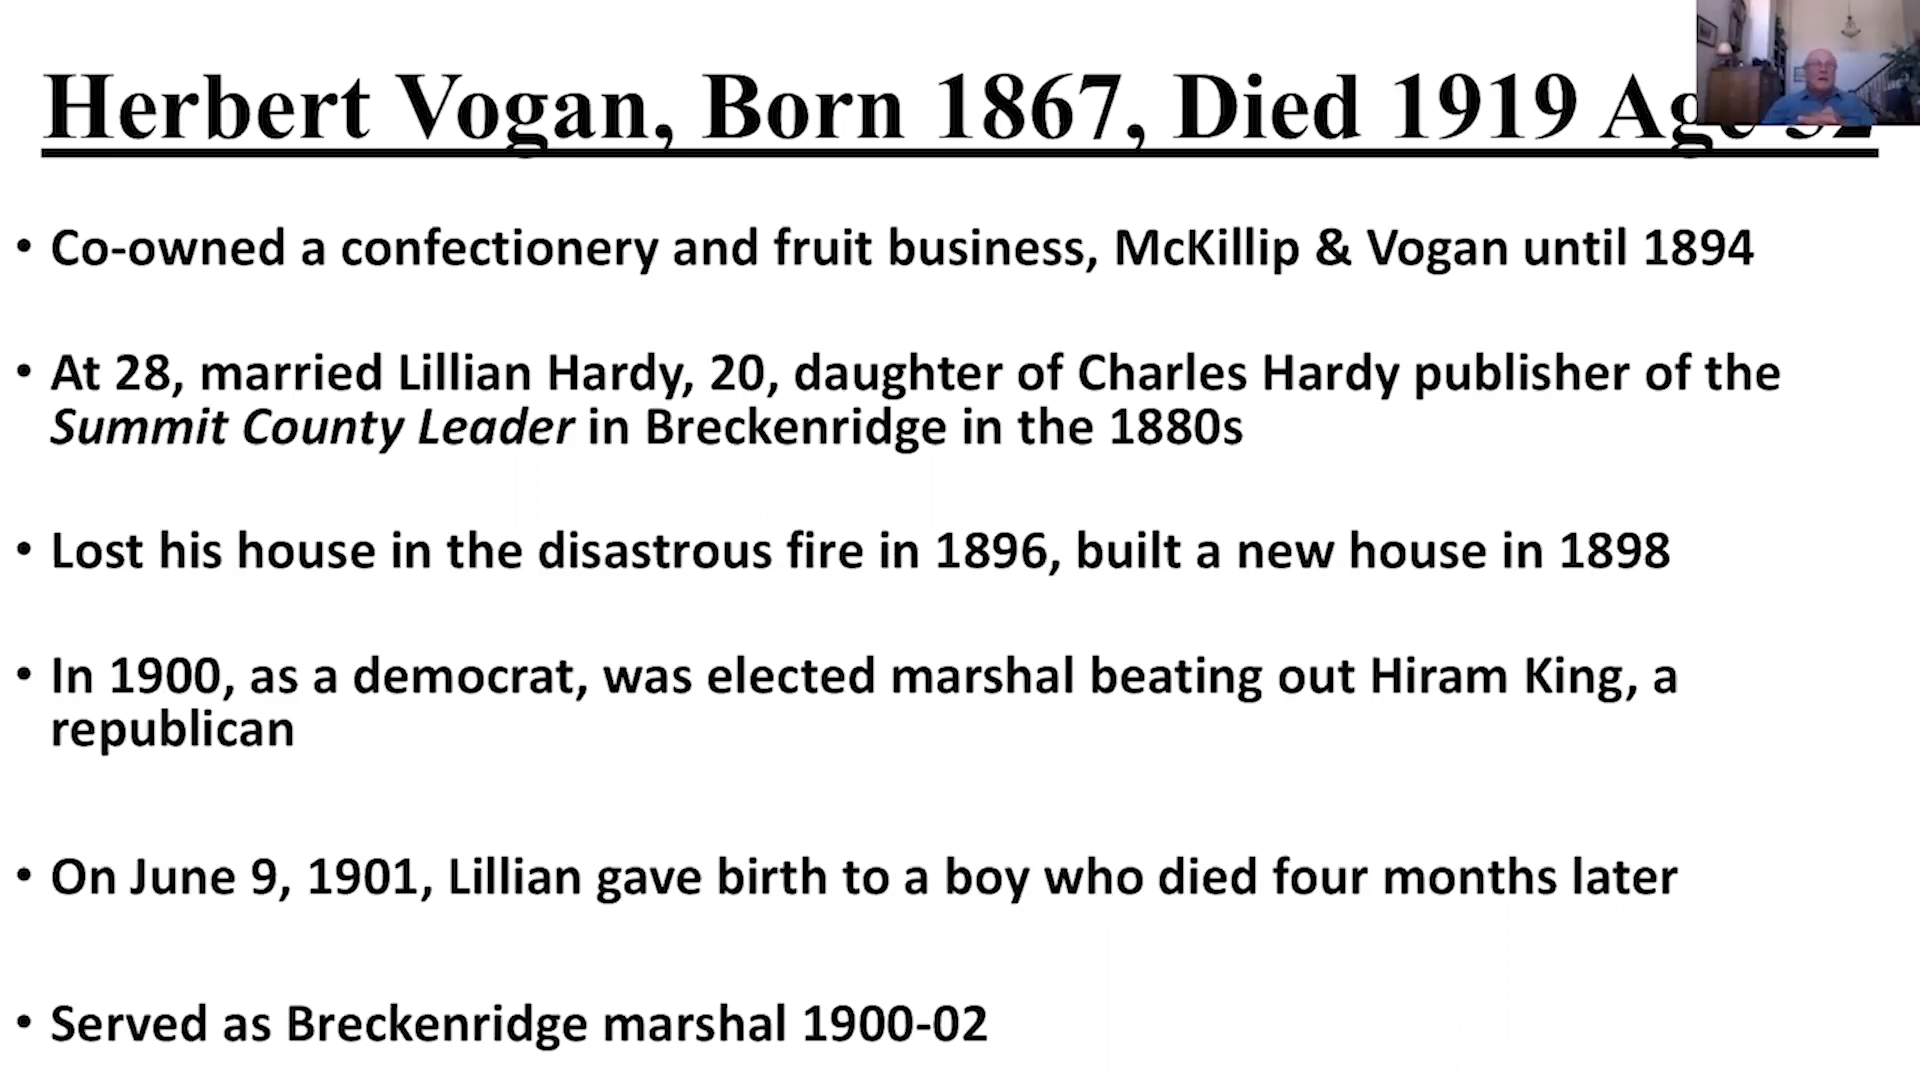 Herbert Vogan, Born 1867, Died 1919 Age 52
• Co-owned a confectionery and fruit business, McKillip & Vogan until 1894
• At 28, married Lillian Hardy, 20, daughter of Charles Hardy publisher of the
Summit County Leader in Breckenridge in the 1880s
• Lost his house in the disastrous fire in 1896, built a new house in 1898
• In 1900, as a democrat, was elected marshal beating out Hiram King, a
republican
• On June 9, 1901, Lillian gave birth to a boy who died four months later
• Served as Breckenridge marshal 1900-02